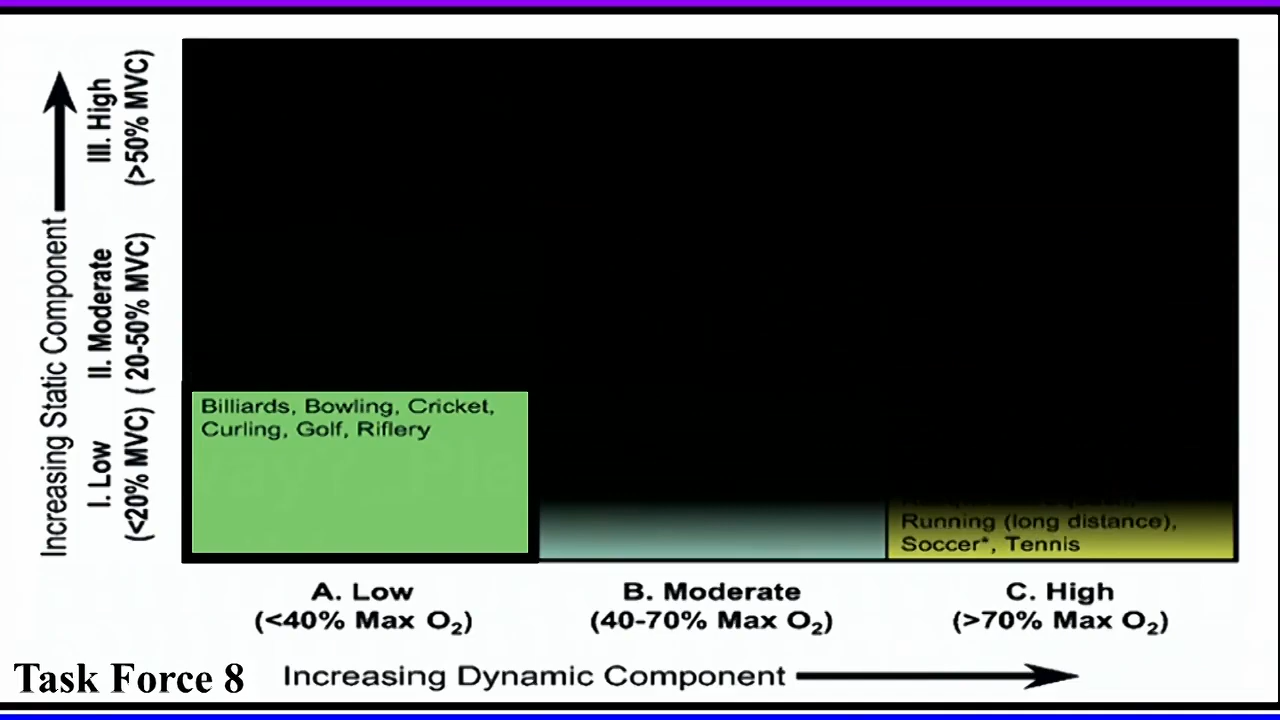 III. High
(>50% MVC)
II. Moderate
( 20-50% MVC)
I. Low
(<20% MVC)
Increasing Static Component
Billiards, Bowling, Cricket,
Curling, Golf, Riflery
Running (long distance),
Soccer*, Tennis
A. Low
(<40% Max O₂)
B. Moderate
(40-70% Max O₂)
C. High
(>70% Max O₂)
Task Force 8
Increasing Dynamic Component